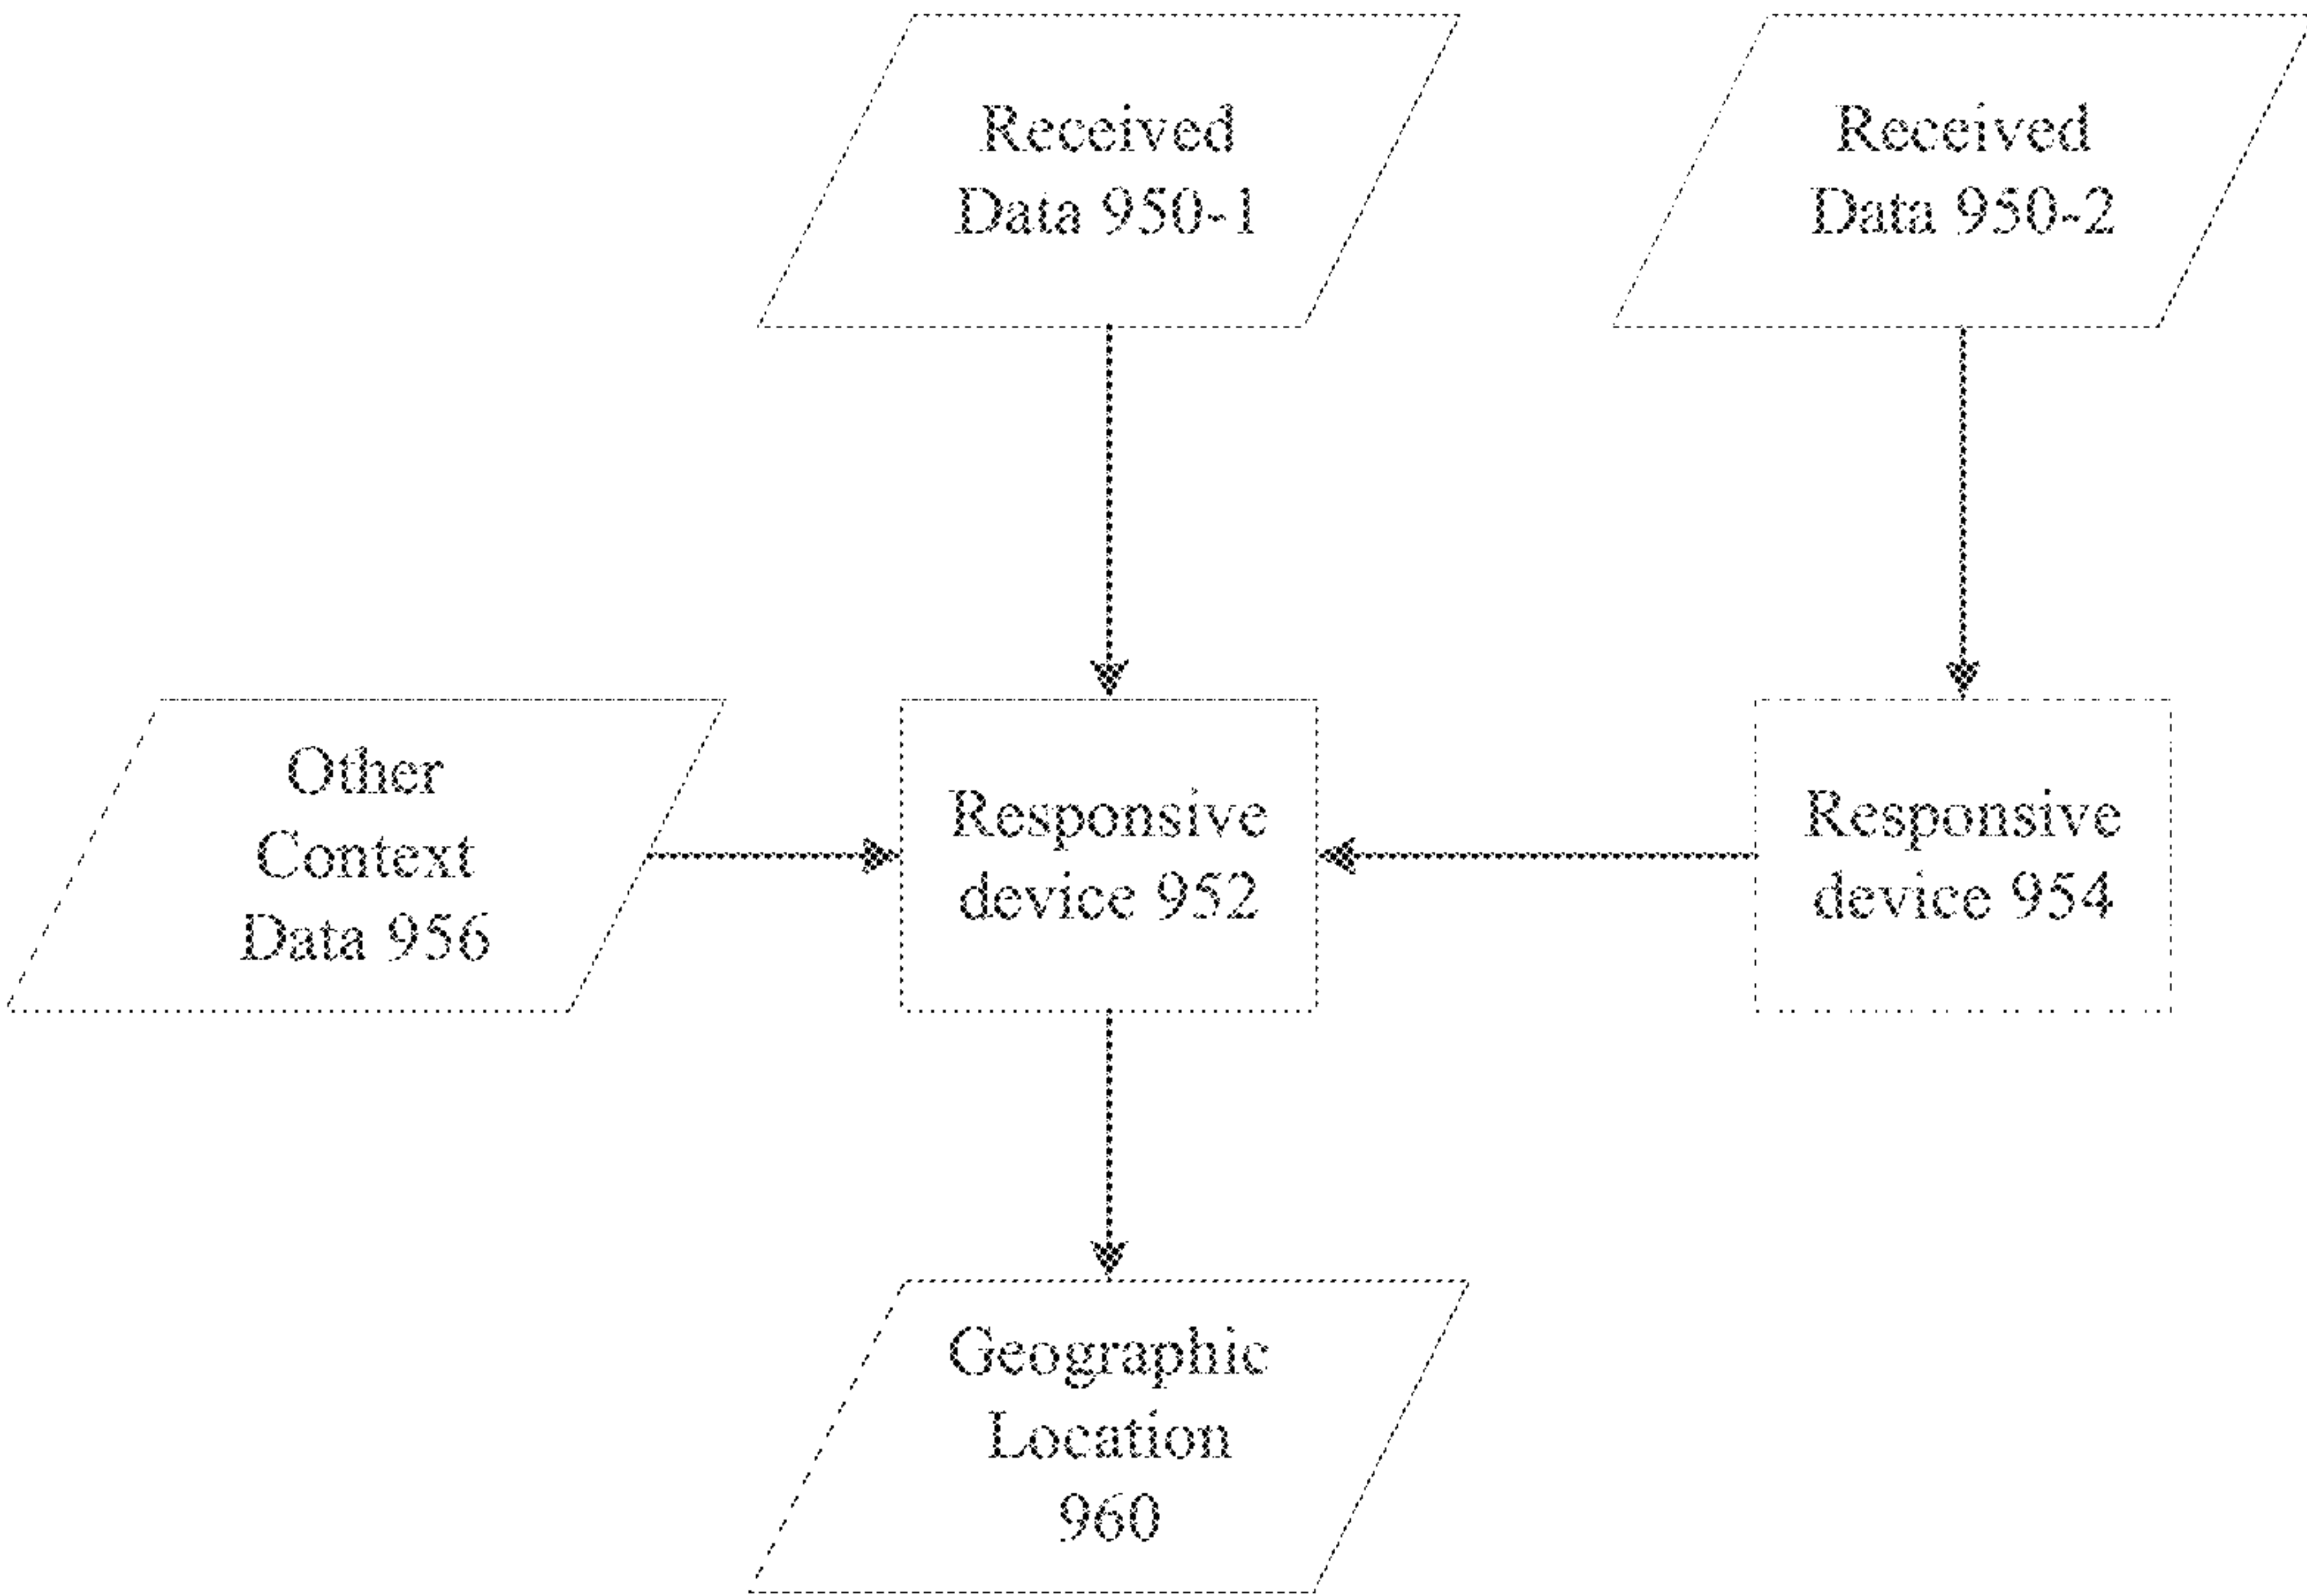 Received
Data 950-1
Received
Data 950-2
Other
Context
Data 956
Responsive
device 952
Responsive
device 954
Geographic
Location
960